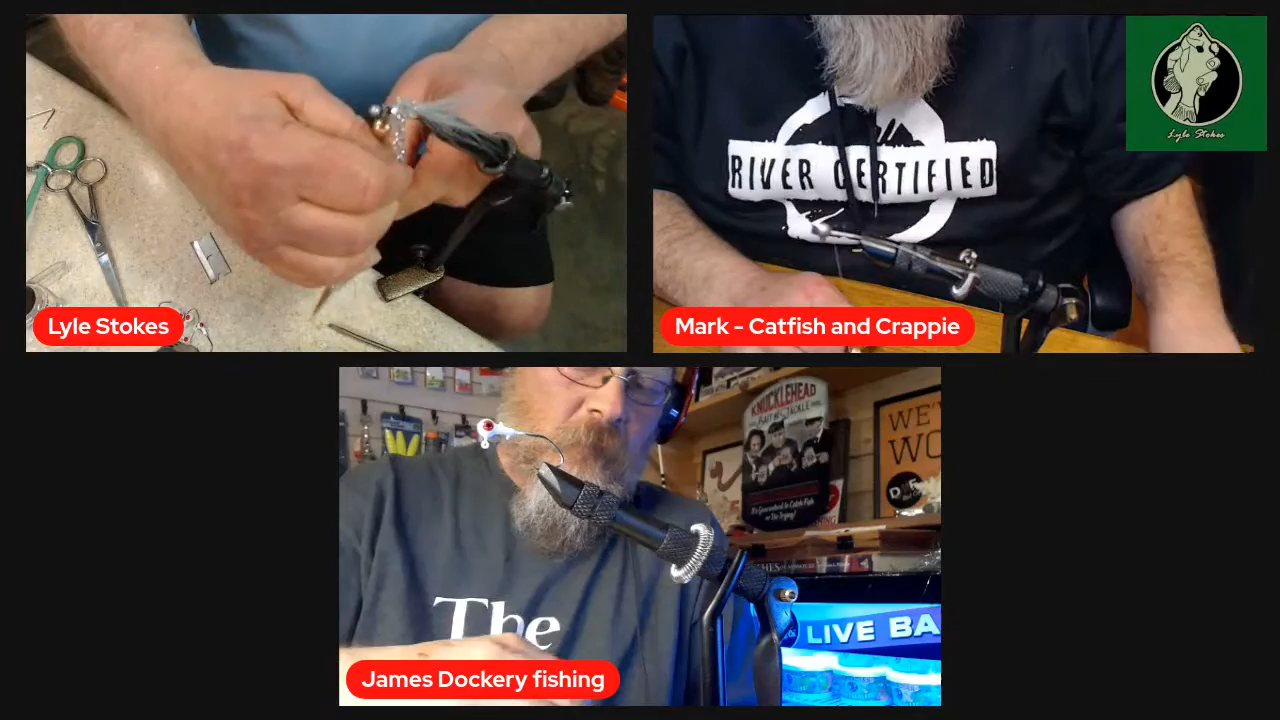 Lyle Stokes
RIVER CERTIFIED
Lyle Stokes
Mark - Catfish and Crappie
KNUCKLEHEAD
WE'
WO
The
LIVE BA
James Dockery fishing